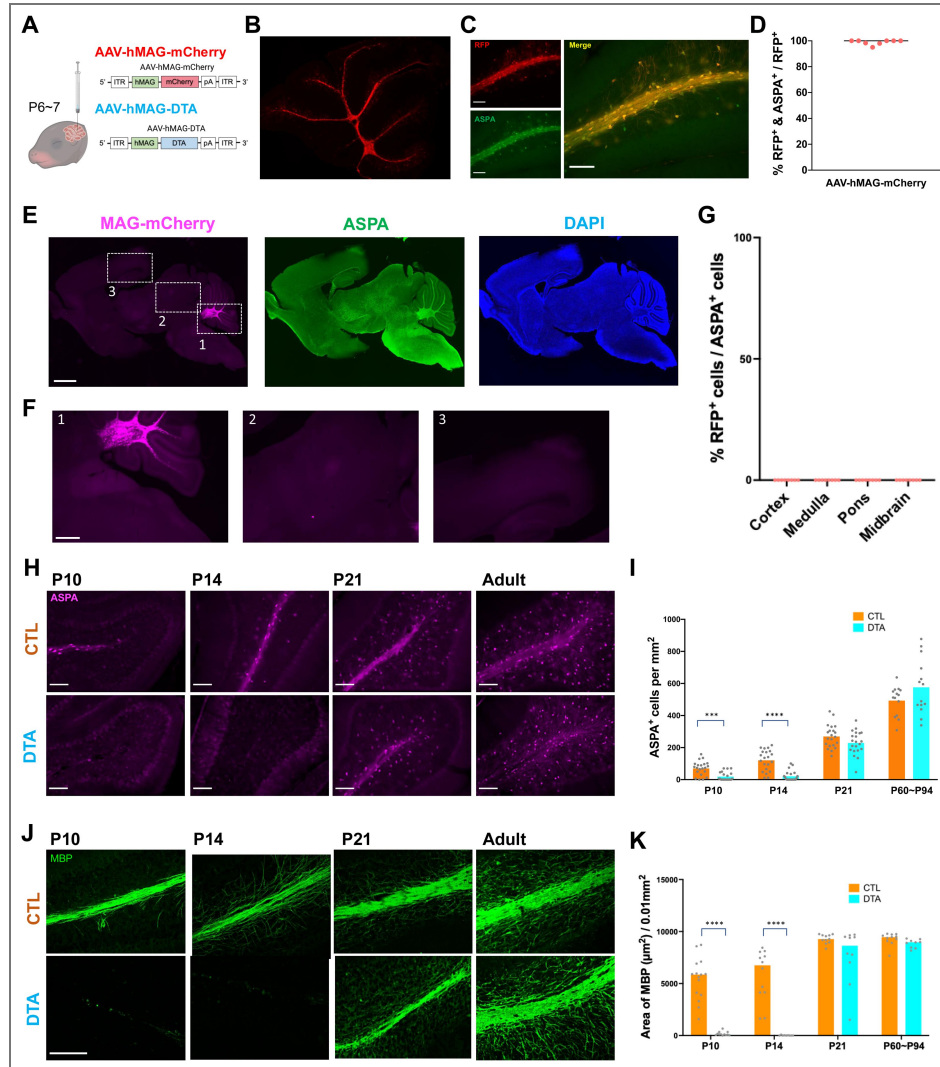 A
AAV-hMAG-mCherry
AAV-hMAG-mCherry
5' ITR hMAG mCherry pA ITR 3'
P6~7
AAV-hMAG-DTA
AAV-hMAG-DTA
5' ITR hMAG DTA pA ITR 3'
B
C
RFP
Merge
ASPA
D
% RFP⁺ & ASPA⁺ / RFP⁺
100
80
60
40
20
0
AAV-hMAG-mCherry
E
MAG-mCherry
ASPA
DAPI
3
2
1
F
1
2
3
G
% RFP⁺ cells / ASPA⁺ cells
100
50
0
Cortex
Medulla
Pons
Midbrain
H
P10
P14
P21
Adult
ASPA
CTL
DTA
I
CTL
DTA
ASPA⁺ cells per mm²
1000
800
600
400
200
0
***
****
P10
P14
P21
P60~P94
J
P10
P14
P21
Adult
MBP
CTL
DTA
K
CTL
DTA
Area of MBP (µm²) / 0.01mm²
15000
10000
5000
0
****
****
P10
P14
P21
P60~P94